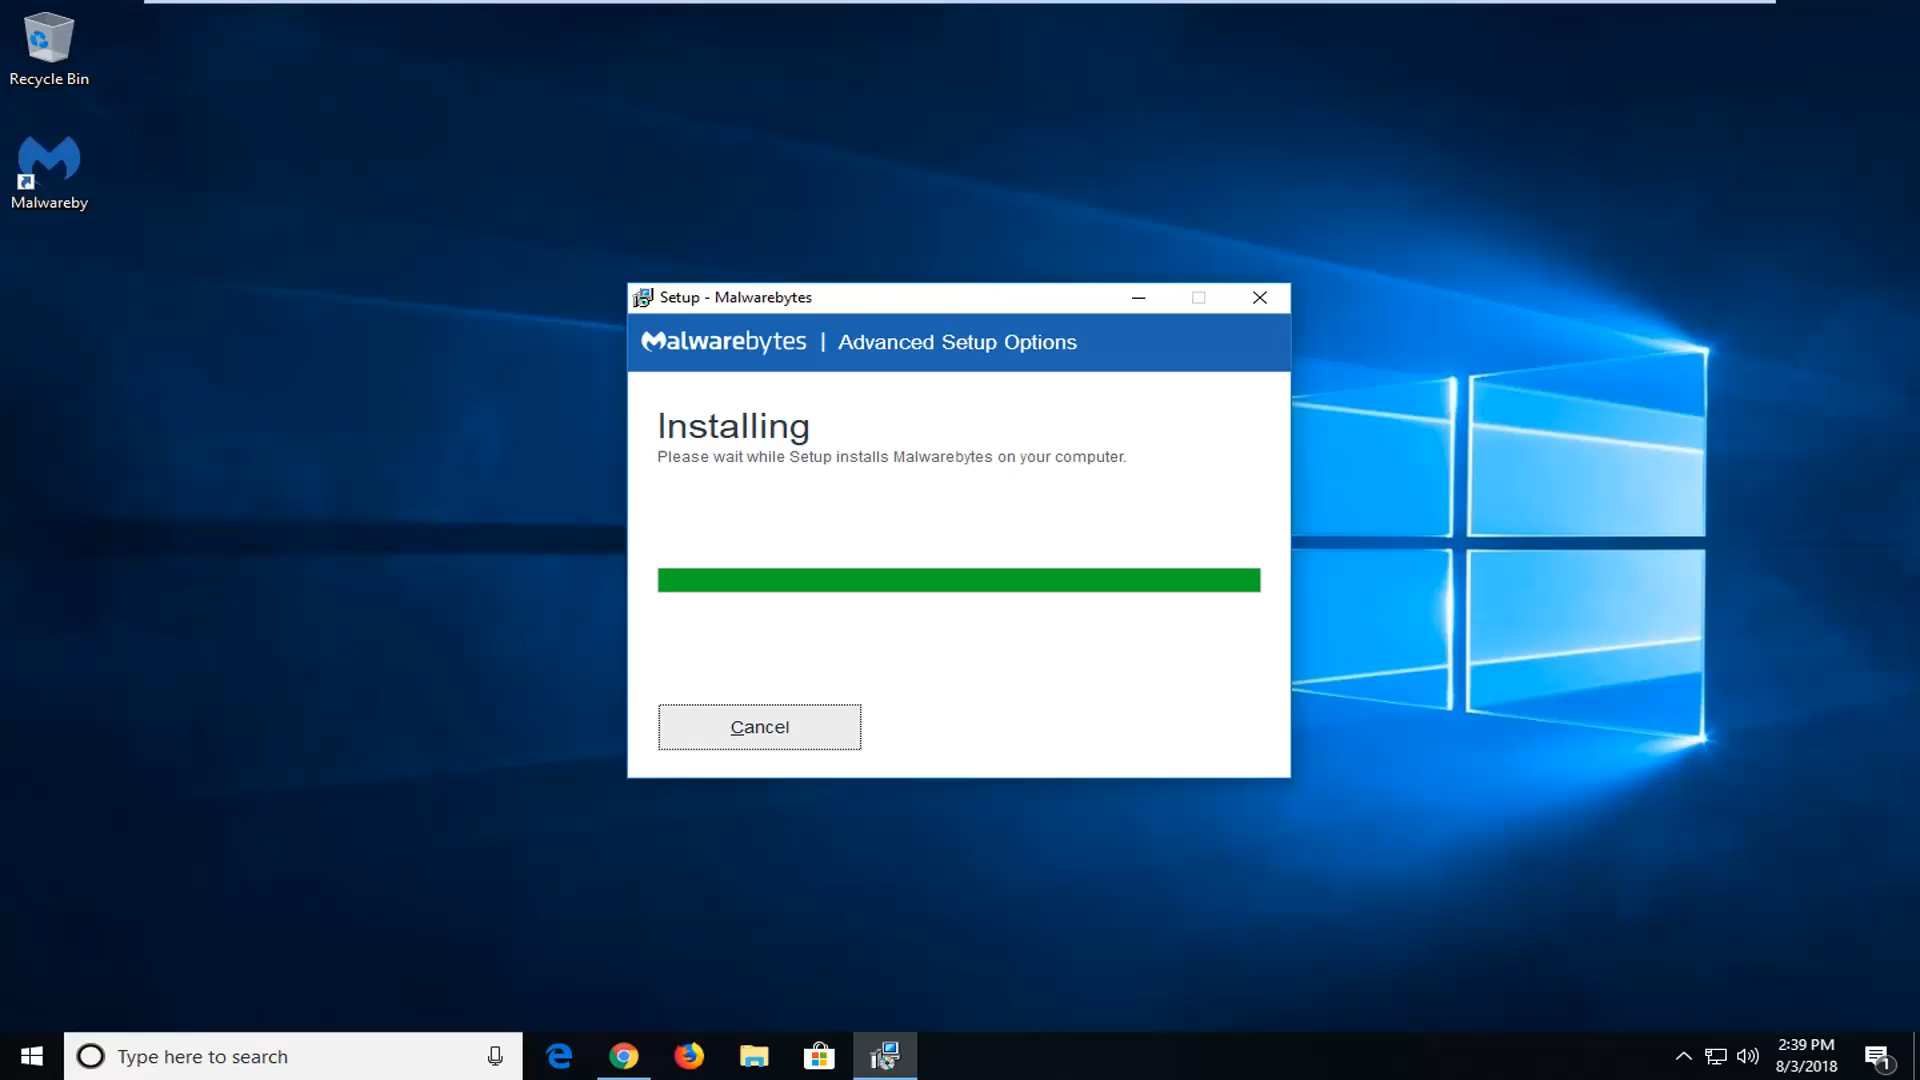 Recycle Bin
Malwareby
Setup - Malwarebytes
Malwarebytes | Advanced Setup Options
Installing
Please wait while Setup installs Malwarebytes on your computer.
Cancel
Type here to search
2:39 PM
8/3/2018
1